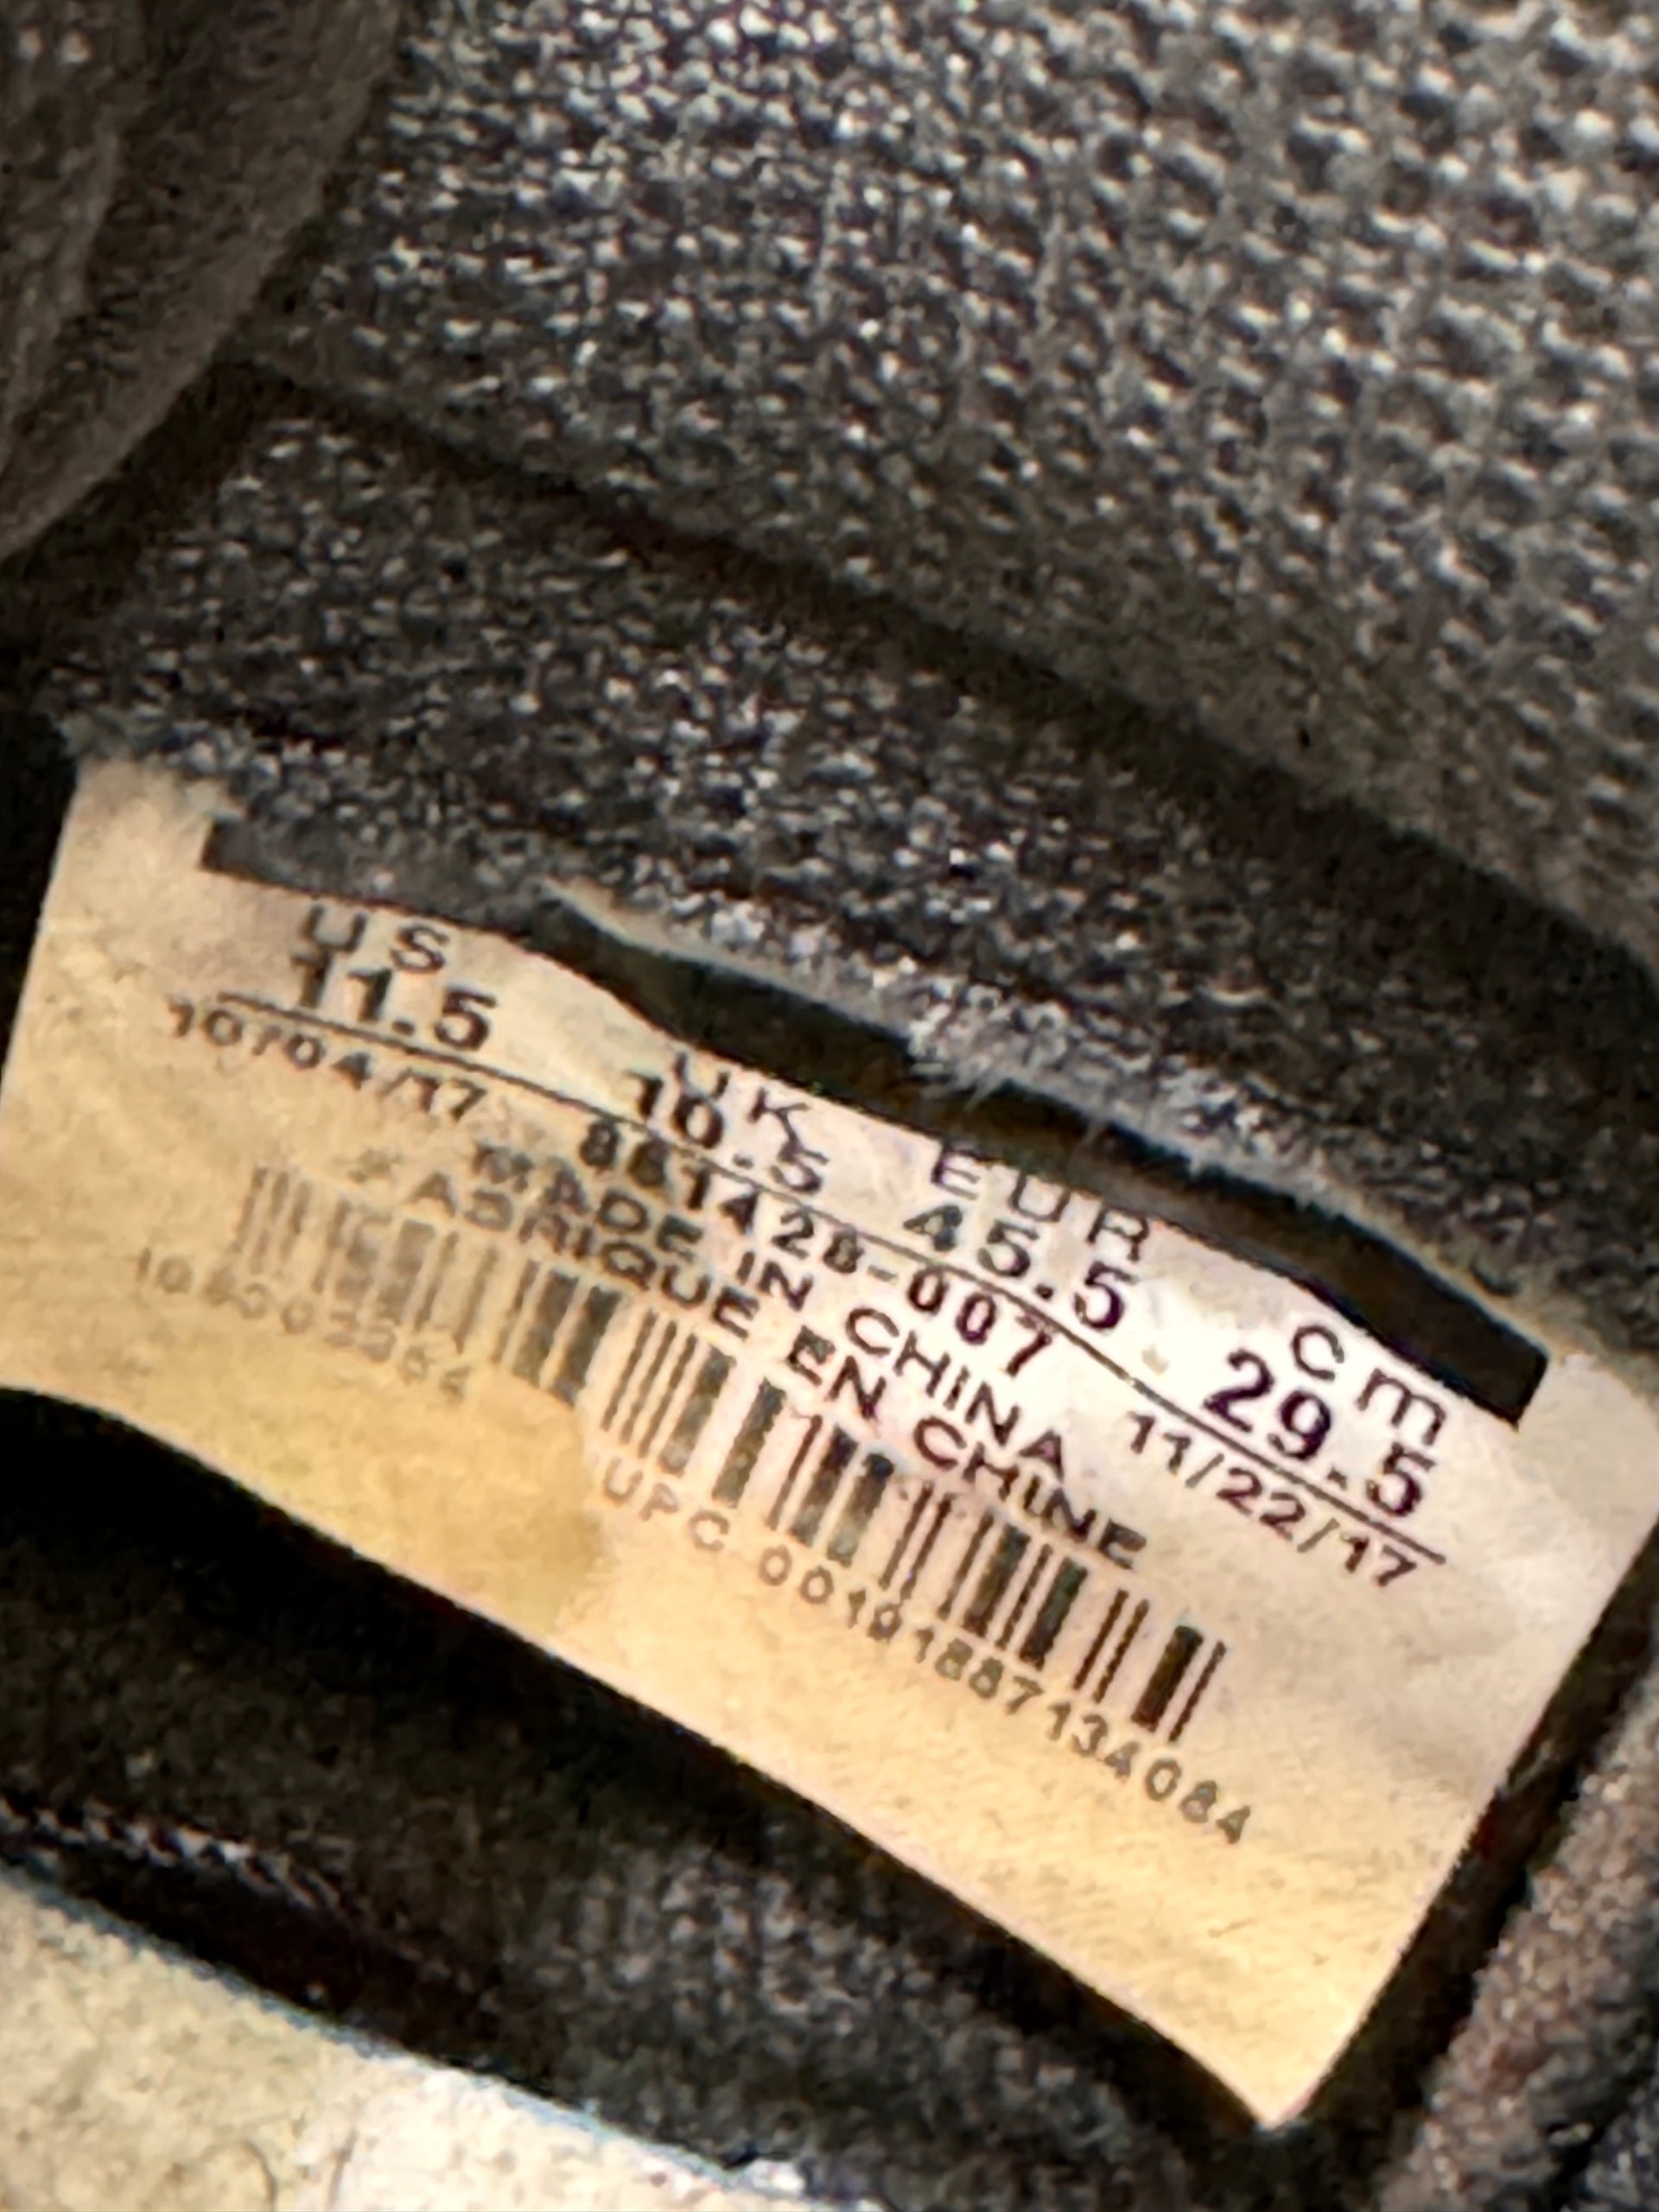 US UK EUR cm
11.5 10.5 45.5 29.5
10/04/17 881428-007 11/22/17
MADE IN CHINA
FABRIQUE EN CHINE
UPC 00191887134084